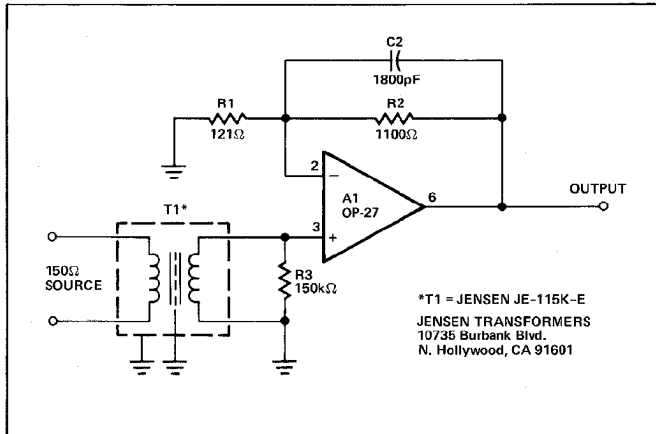 C2
1800pF
R1
121Ω
R2
1100Ω
2
−
A1
OP-27
6
OUTPUT
3
+
T1*
150Ω
SOURCE
R3
150kΩ
*T1 = JENSEN JE-115K-E
JENSEN TRANSFORMERS
10735 Burbank Blvd.
N. Hollywood, CA 91601